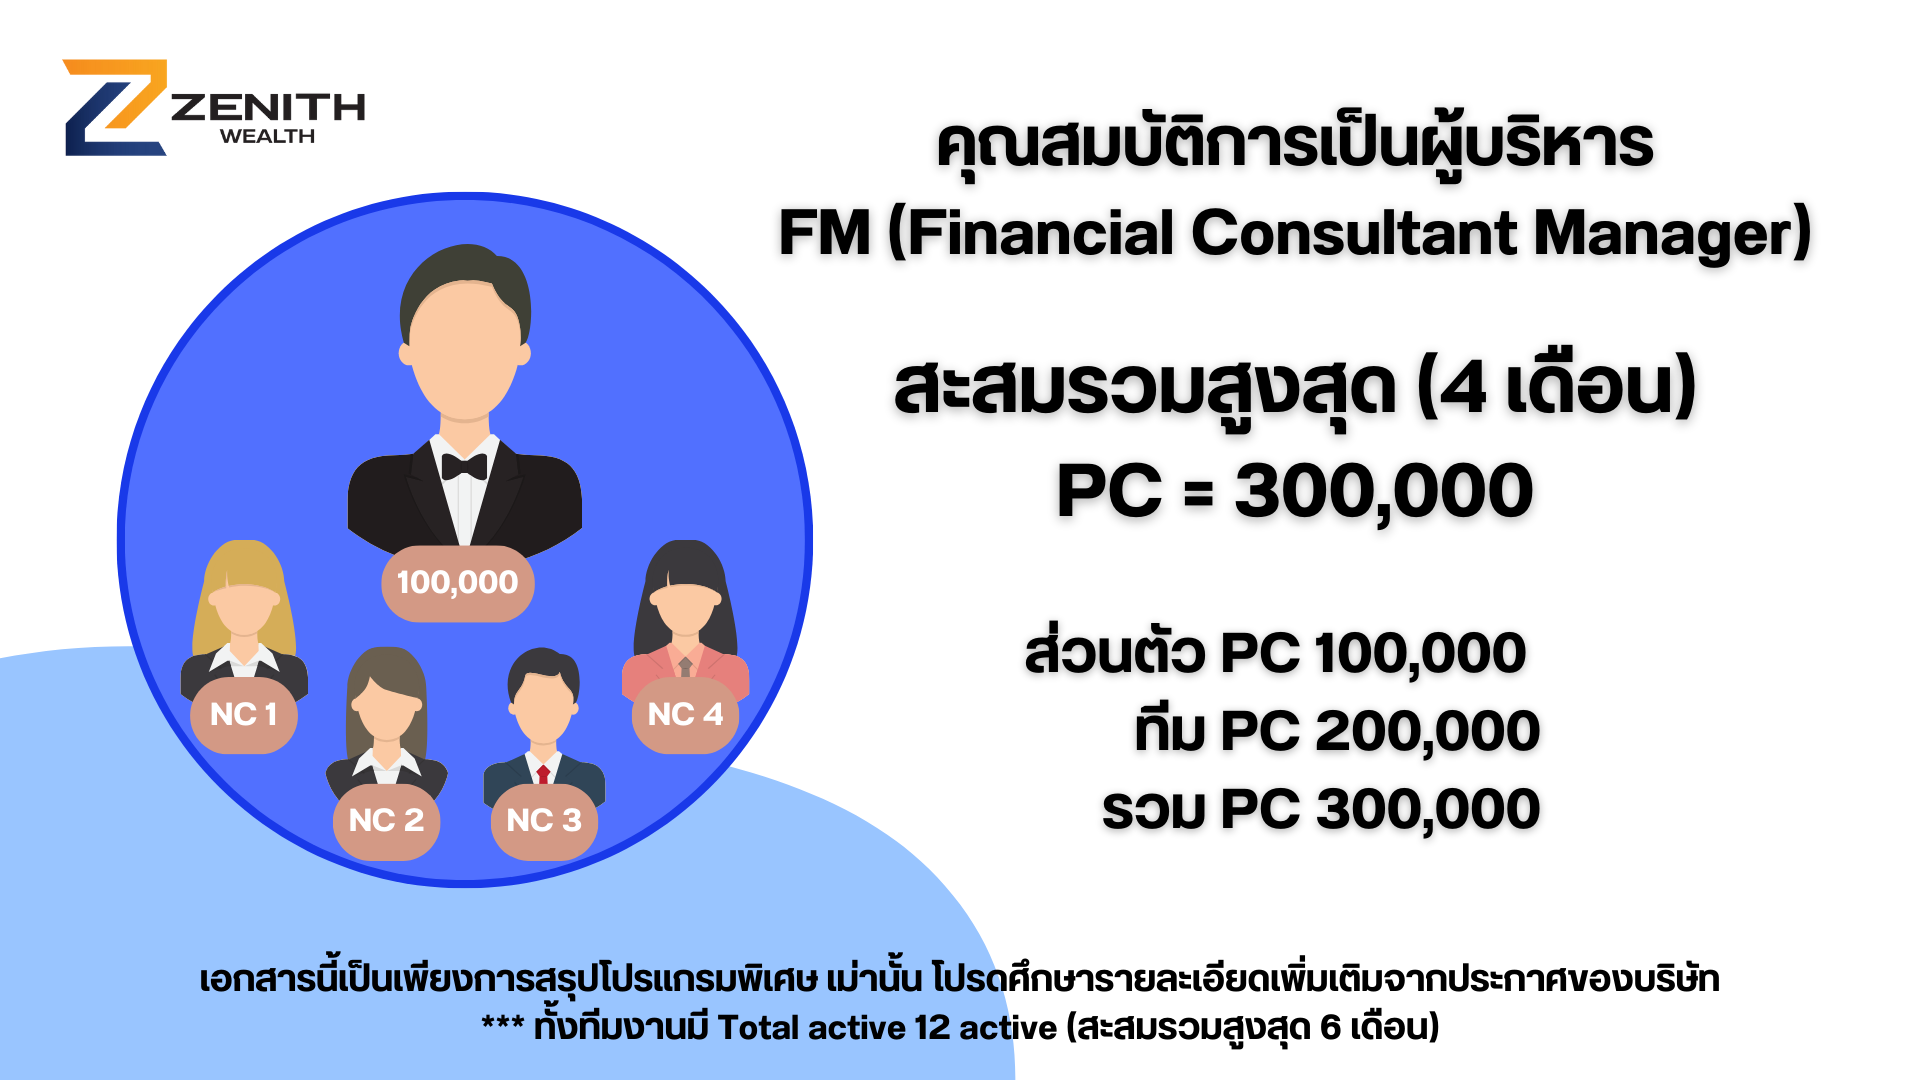 ZENITH
WEALTH
คุณสมบัติการเป็นผู้บริหาร
FM (Financial Consultant Manager)
สะสมรวมสูงสุด (4 เดือน)
PC = 300,000
ส่วนตัว PC 100,000
ทีม PC 200,000
รวม PC 300,000
100,000
NC 1
NC 2
NC 3
NC 4
เอกสารนี้เป็นเพียงการสรุปโปรแกรมพิเศษ เม่านั้น โปรดศึกษารายละเอียดเพิ่มเติมจากประกาศของบริษัท
*** ทั้งทีมงานมี Total active 12 active (สะสมรวมสูงสุด 6 เดือน)